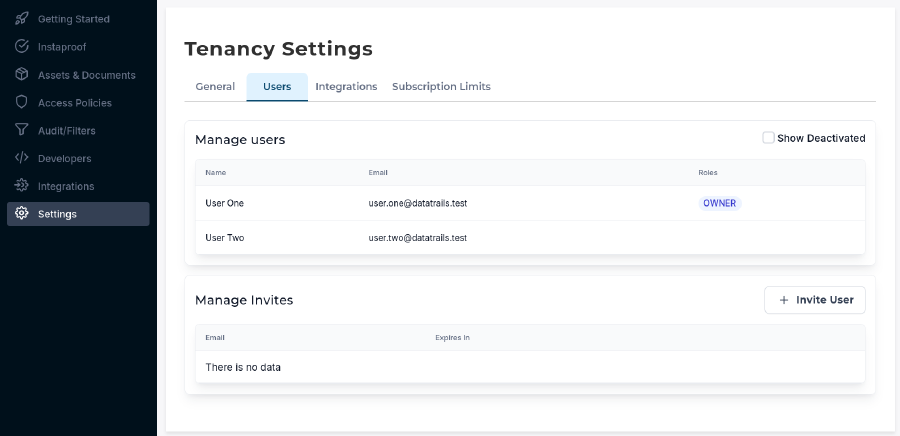 Getting Started
Instaproof
Assets & Documents
Access Policies
Audit/Filters
Developers
Integrations
Settings
Tenancy Settings
General Users Integrations Subscription Limits
Manage users Show Deactivated
Name Email Roles
User One user.one@datatrails.test OWNER
User Two user.two@datatrails.test
Manage Invites + Invite User
Email Expires In
There is no data